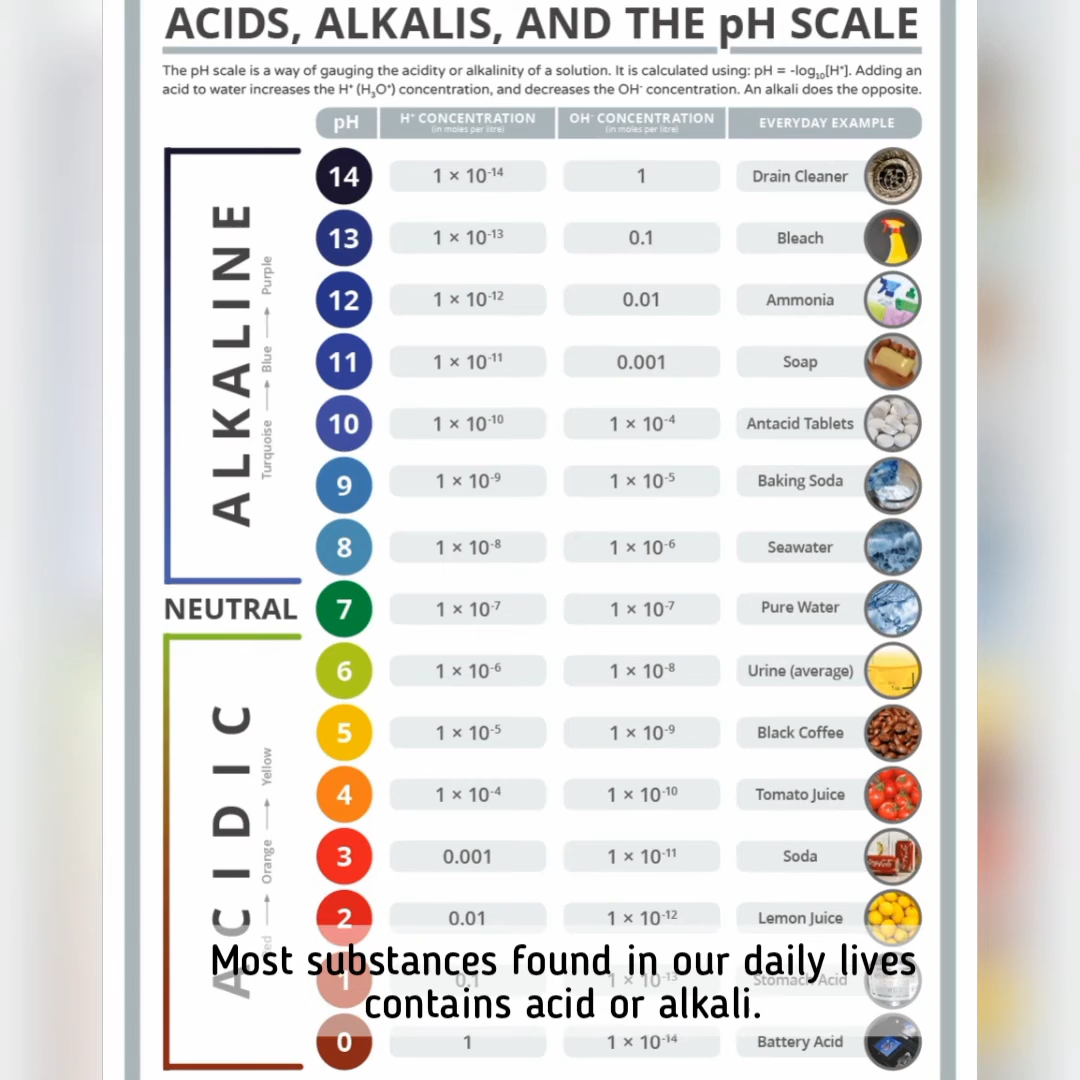 ACIDS, ALKALIS, AND THE pH SCALE
The pH scale is a way of gauging the acidity or alkalinity of a solution. It is calculated using: pH = -log₁₀[H⁺]. Adding an
acid to water increases the H⁺ (H₃O⁺) concentration, and decreases the OH⁻ concentration. An alkali does the opposite.
pH H⁺ CONCENTRATION (in moles per litre) OH⁻ CONCENTRATION (in moles per litre) EVERYDAY EXAMPLE
ALKALINE
Turquoise → Blue → Purple
14 1 × 10⁻¹⁴ 1 Drain Cleaner
13 1 × 10⁻¹³ 0.1 Bleach
12 1 × 10⁻¹² 0.01 Ammonia
11 1 × 10⁻¹¹ 0.001 Soap
10 1 × 10⁻¹⁰ 1 × 10⁻⁴ Antacid Tablets
9 1 × 10⁻⁹ 1 × 10⁻⁵ Baking Soda
8 1 × 10⁻⁸ 1 × 10⁻⁶ Seawater
NEUTRAL 7 1 × 10⁻⁷ 1 × 10⁻⁷ Pure Water
ACIDIC
Red → Orange → Yellow
6 1 × 10⁻⁶ 1 × 10⁻⁸ Urine (average)
5 1 × 10⁻⁵ 1 × 10⁻⁹ Black Coffee
4 1 × 10⁻⁴ 1 × 10⁻¹⁰ Tomato Juice
3 0.001 1 × 10⁻¹¹ Soda
2 0.01 1 × 10⁻¹² Lemon Juice
1 0.1 1 × 10⁻¹³ Stomach Acid
0 1 1 × 10⁻¹⁴ Battery Acid
Most substances found in our daily lives
contains acid or alkali.